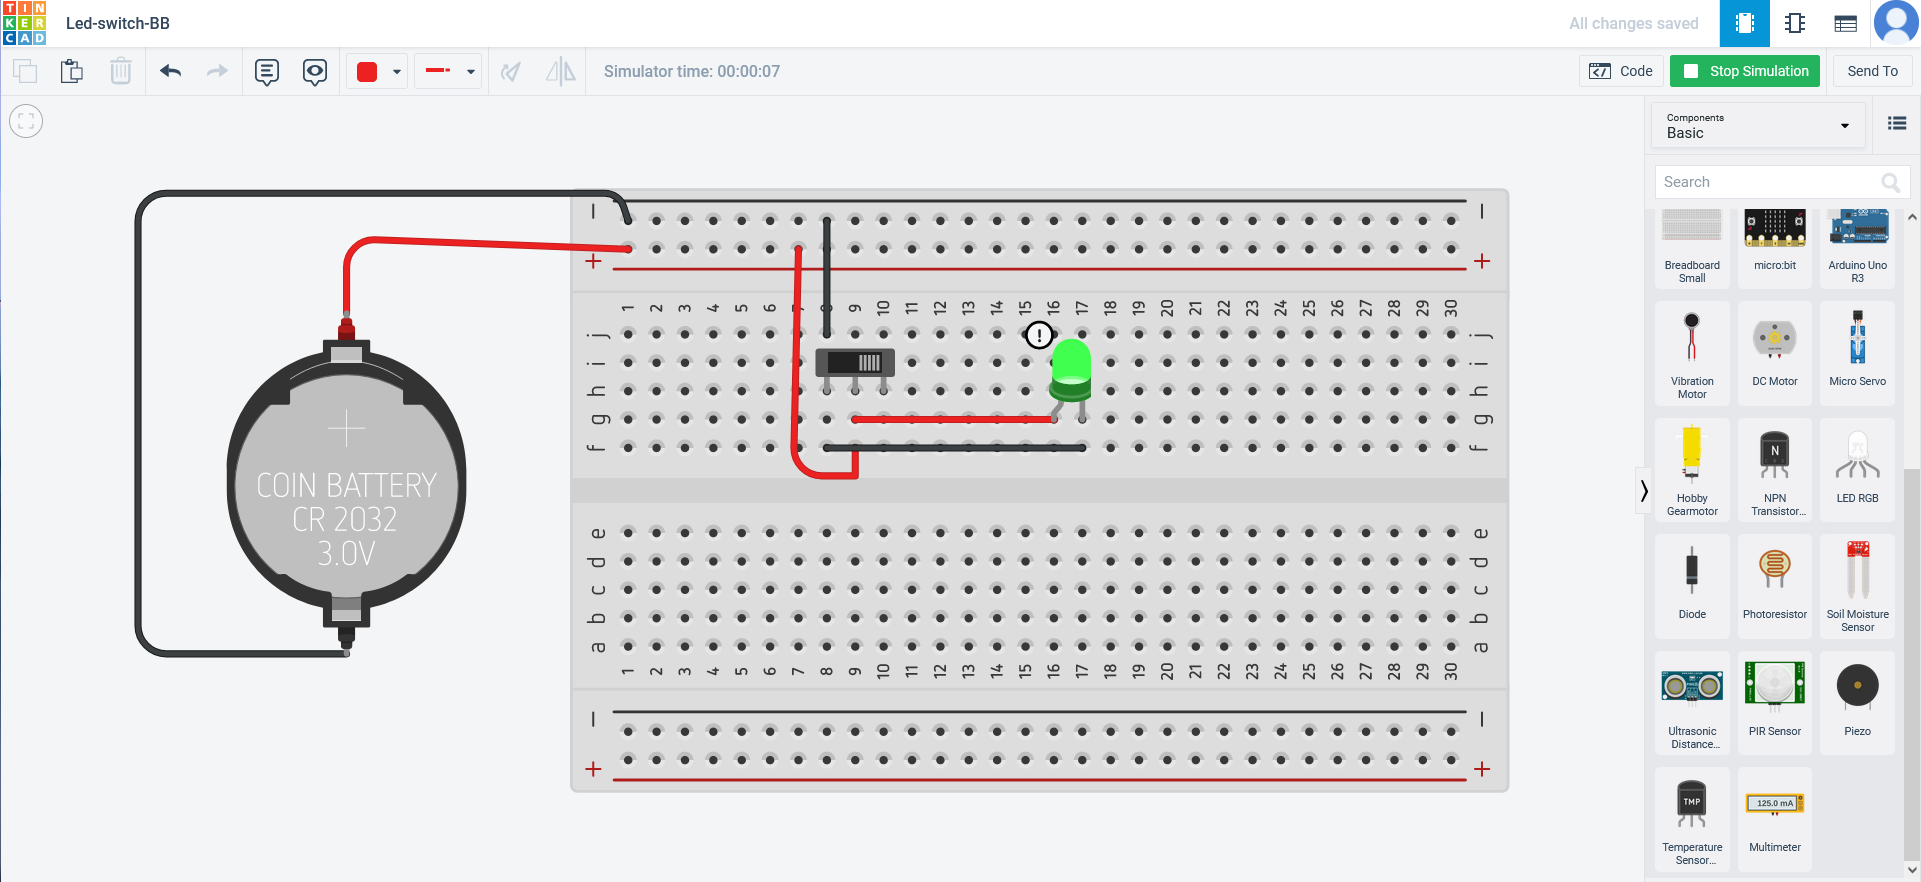 TIN
KER
CAD
Led-switch-BB
All changes saved
Simulator time: 00:00:07
Code
Stop Simulation
Send To
Components
Basic
Search
Breadboard
Small
micro:bit
Arduino Uno
R3
Vibration
Motor
DC Motor
Micro Servo
Hobby
Gearmotor
N
NPN
Transistor...
LED RGB
Diode
Photoresistor
Soil Moisture
Sensor
Ultrasonic
Distance...
PIR Sensor
Piezo
TMP
Temperature
Sensor...
125.0 mA
Multimeter
COIN BATTERY
CR 2032
3.0V
!
1 2 3 4 5 6 7 8 9 10 11 12 13 14 15 16 17 18 19 20 21 22 23 24 25 26 27 28 29 30
j j
i i
h h
g g
f f
e e
d d
c c
b b
a a
1 2 3 4 5 6 7 8 9 10 11 12 13 14 15 16 17 18 19 20 21 22 23 24 25 26 27 28 29 30